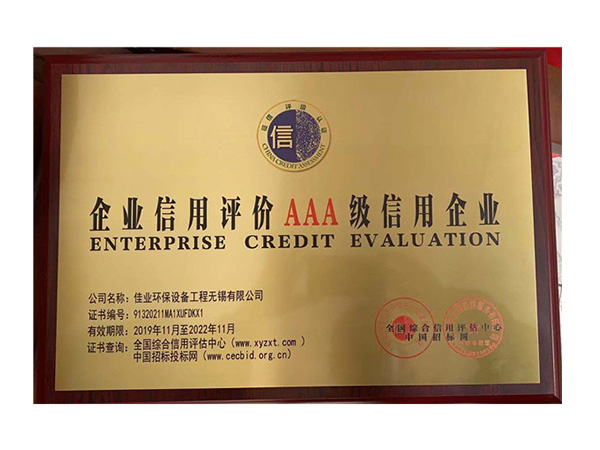 信 评 级 认 证
信
CHINA CREDIT ASSESSMENT
企业信用评价AAA级信用企业
ENTERPRISE CREDIT EVALUATION
公司名称：佳业环保设备工程无锡有限公司
证书编号：91320211MA1XUFDKX1
有效期限：2019年11月至2022年11月
证书查询：全国综合信用评估中心（www.xyzxt.com）
中国招标投标网（www.cecbid.org.cn）
全国综合信用评估中心
中国招标网